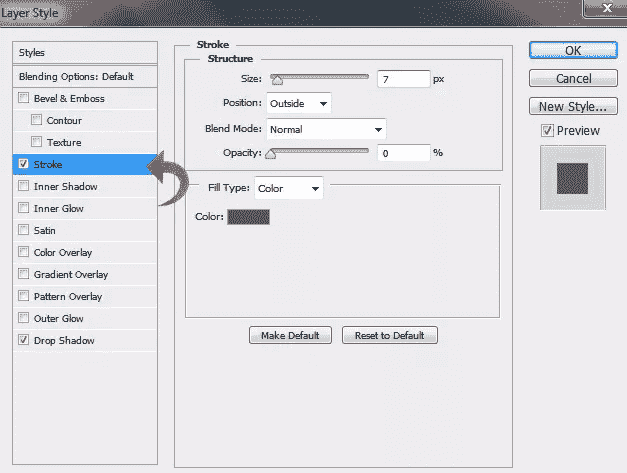 Layer Style
Styles
Blending Options: Default
Bevel & Emboss
Contour
Texture
Stroke
Inner Shadow
Inner Glow
Satin
Color Overlay
Gradient Overlay
Pattern Overlay
Outer Glow
Drop Shadow
Stroke
Structure
Size: 7 px
Position: Outside
Blend Mode: Normal
Opacity: 0 %
Fill Type: Color
Color:
Make Default Reset to Default
OK
Cancel
New Style...
Preview